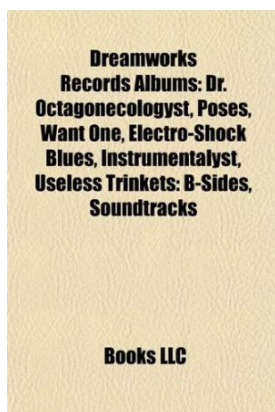 Dreamworks
Records Albums: Dr.
Octagonecologyst, Poses,
Want One, Electro-Shock
Blues, Instrumentalyst,
Useless Trinkets: B-Sides,
Soundtracks
Books LLC